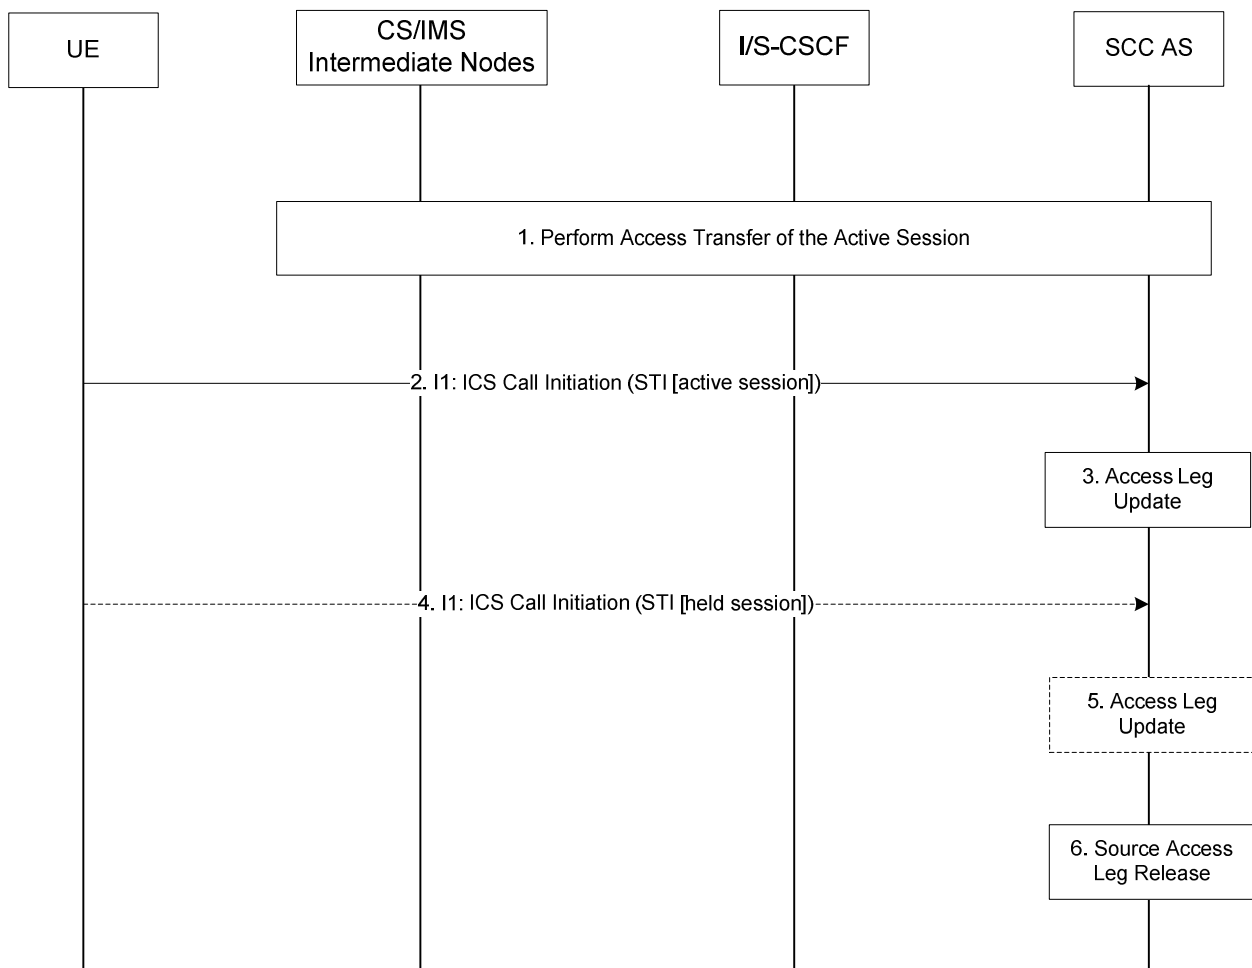 UE
CS/IMS
Intermediate Nodes
I/S-CSCF
SCC AS
1. Perform Access Transfer of the Active Session
2. I1: ICS Call Initiation (STI [active session])
3. Access Leg
Update
4. I1: ICS Call Initiation (STI [held session])
5. Access Leg
Update
6. Source Access
Leg Release